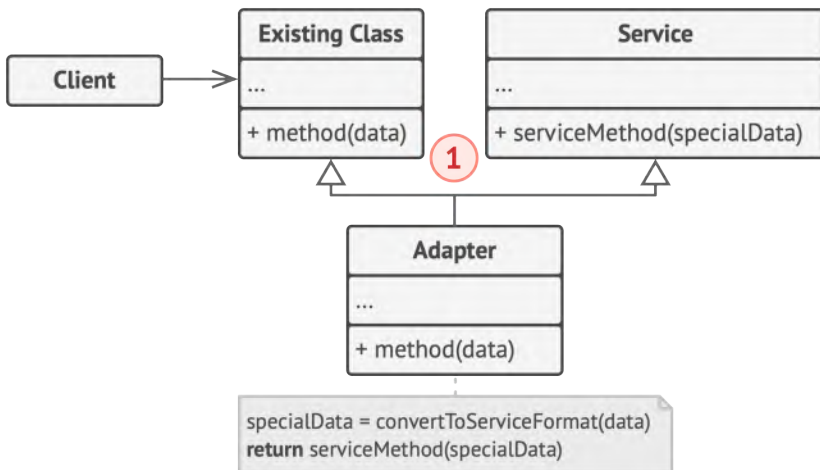 Client
Existing Class
...
+ method(data)
Service
...
+ serviceMethod(specialData)
1
Adapter
...
+ method(data)
specialData = convertToServiceFormat(data)
return serviceMethod(specialData)